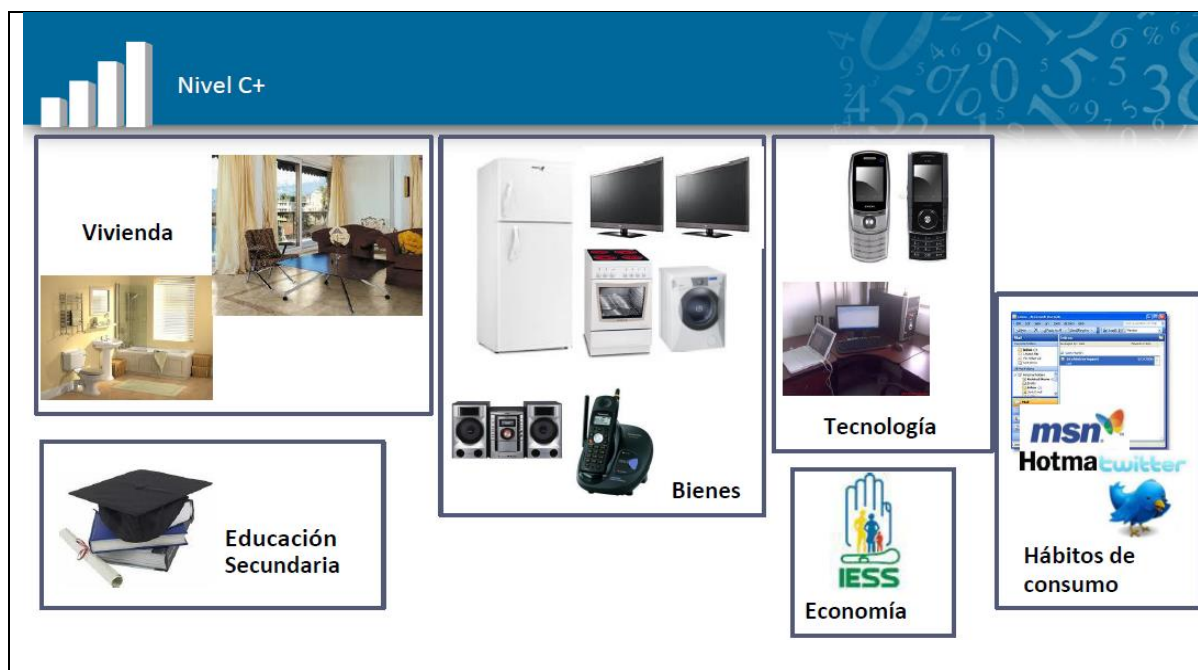 Nivel C+
Vivienda
Bienes
Tecnología
Educación
Secundaria
IESS
Economía
msn
Hotma
twitter
Hábitos de
consumo